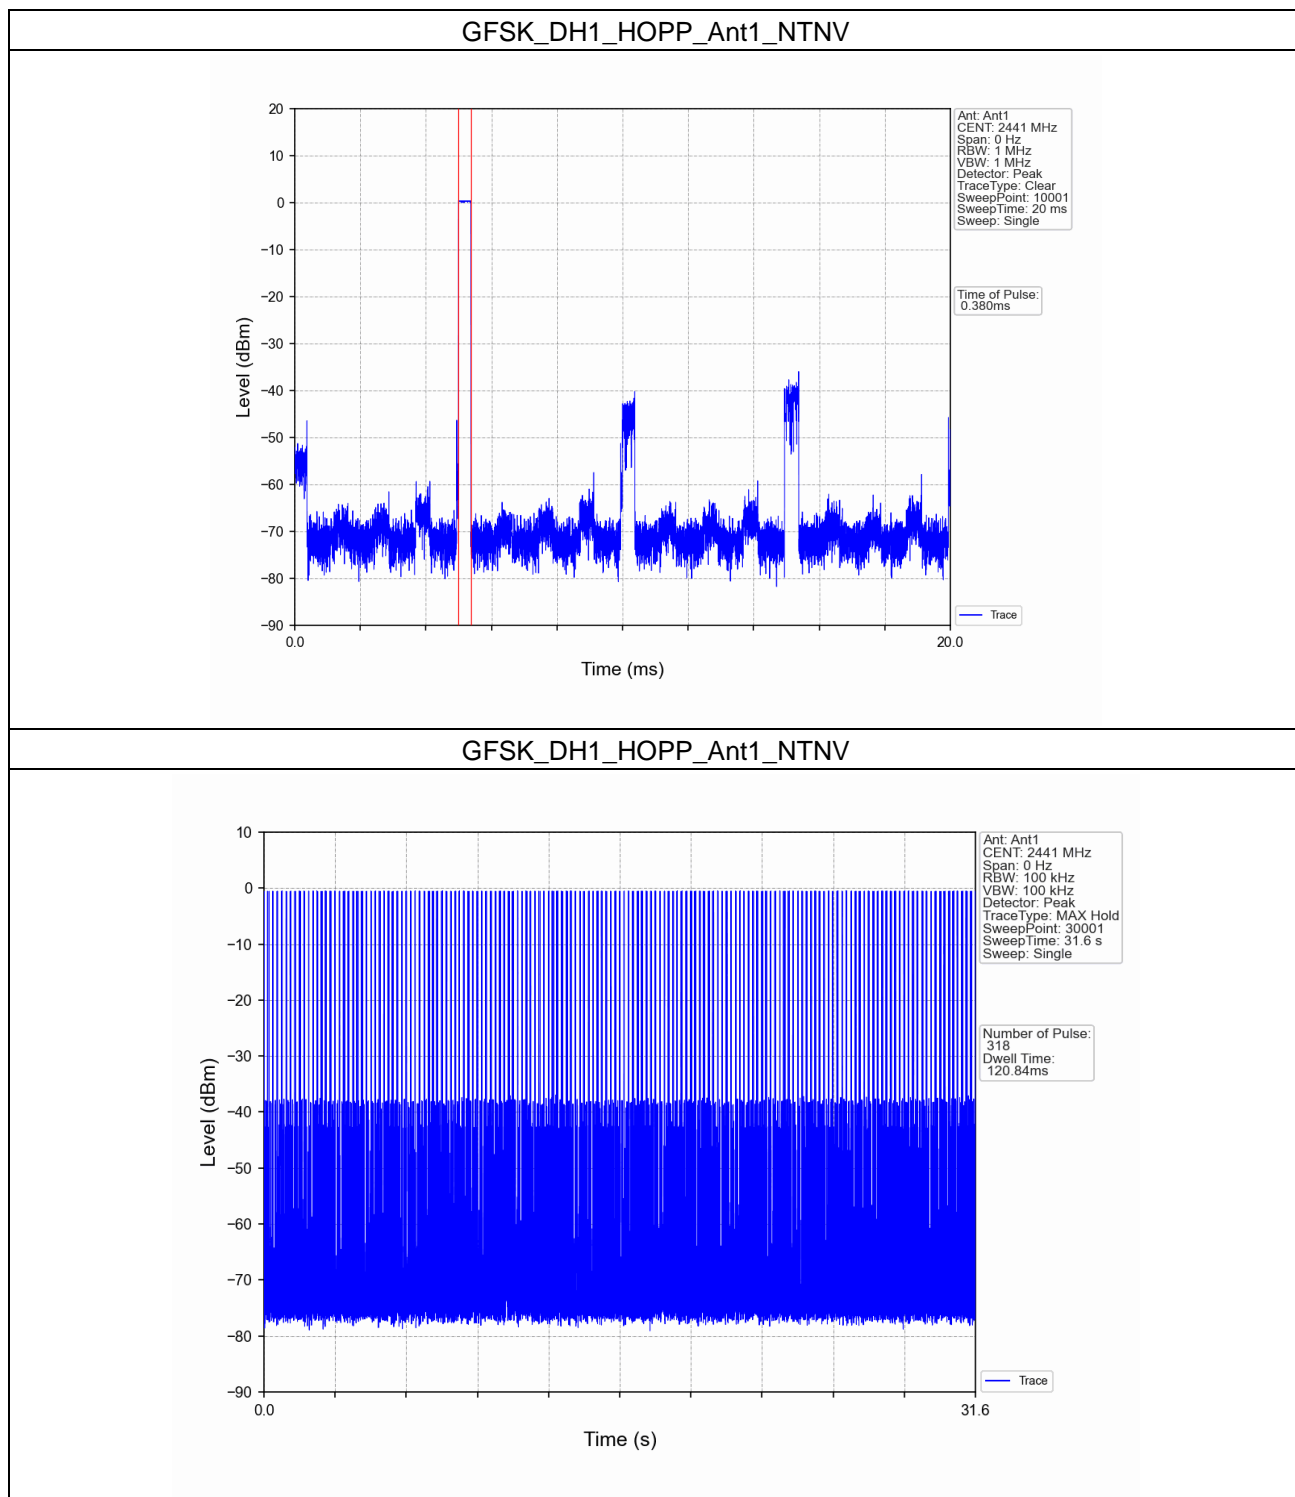 GFSK_DH1_HOPP_Ant1_NTNV
20
10
0
−10
−20
−30
−40
−50
−60
−70
−80
−90
Level (dBm)
0.0
20.0
Time (ms)
Ant: Ant1
CENT: 2441 MHz
Span: 0 Hz
RBW: 1 MHz
VBW: 1 MHz
Detector: Peak
TraceType: Clear
SweepPoint: 10001
SweepTime: 20 ms
Sweep: Single
Time of Pulse:
0.380ms
Trace
GFSK_DH1_HOPP_Ant1_NTNV
10
0
−10
−20
−30
−40
−50
−60
−70
−80
−90
Level (dBm)
0.0
31.6
Time (s)
Ant: Ant1
CENT: 2441 MHz
Span: 0 Hz
RBW: 100 kHz
VBW: 100 kHz
Detector: Peak
TraceType: MAX Hold
SweepPoint: 30001
SweepTime: 31.6 s
Sweep: Single
Number of Pulse:
318
Dwell Time:
120.84ms
Trace